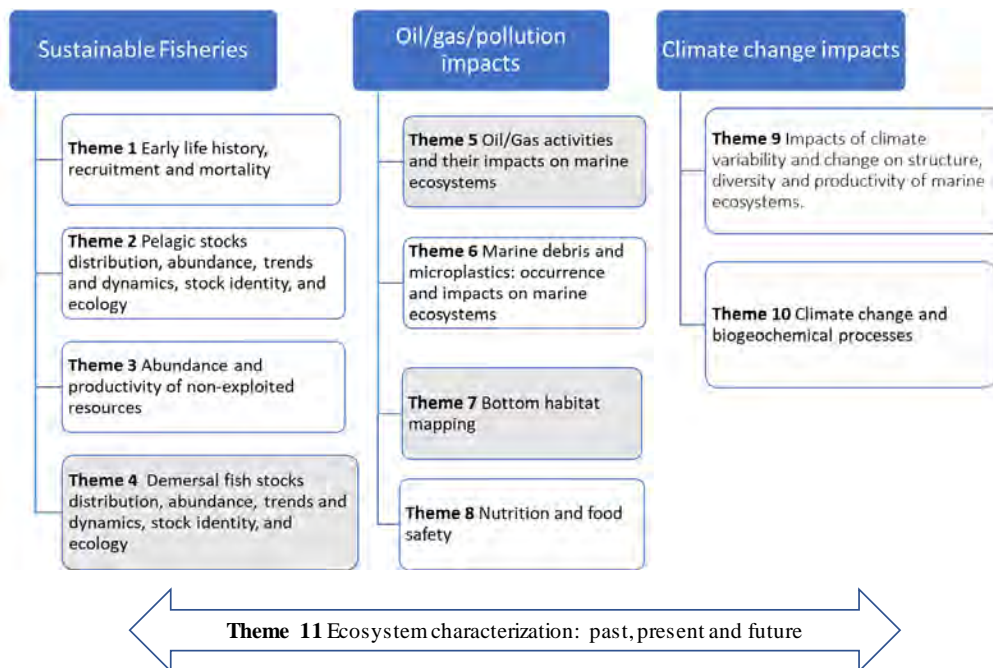 Sustainable Fisheries
Theme 1 Early life history,
recruitment and mortality
Theme 2 Pelagic stocks
distribution, abundance, trends
and dynamics, stock identity, and
ecology
Theme 3 Abundance and
productivity of non-exploited
resources
Theme 4 Demersal fish stocks
distribution, abundance, trends and
dynamics, stock identity, and
ecology
Oil/gas/pollution
impacts
Theme 5 Oil/Gas activities
and their impacts on marine
ecosystems
Theme 6 Marine debris and
microplastics: occurrence
and impacts on marine
ecosystems
Theme 7 Bottom habitat
mapping
Theme 8 Nutrition and food
safety
Climate change impacts
Theme 9 Impacts of climate
variability and change on structure,
diversity and productivity of marine
ecosystems.
Theme 10 Climate change and
biogeochemical processes
Theme 11 Ecosystem characterization: past, present and future